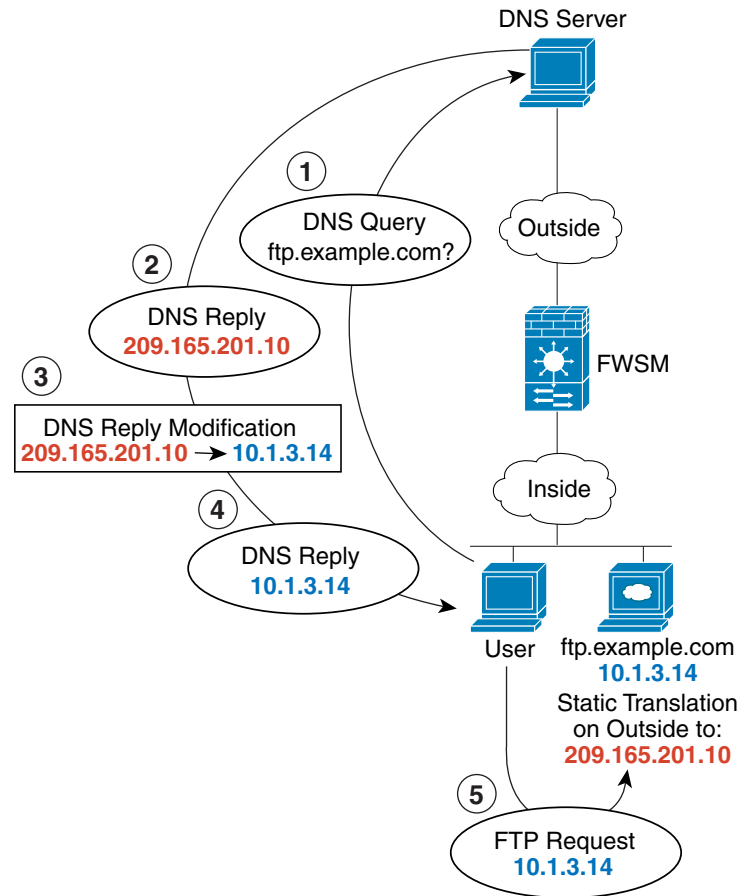 DNS Server
1
DNS Query
ftp.example.com?
Outside
2
DNS Reply
209.165.201.10
FWSM
3
DNS Reply Modification
209.165.201.10 10.1.3.14
Inside
4
DNS Reply
10.1.3.14
User
ftp.example.com
10.1.3.14
Static Translation
on Outside to:
209.165.201.10
5
FTP Request
10.1.3.14